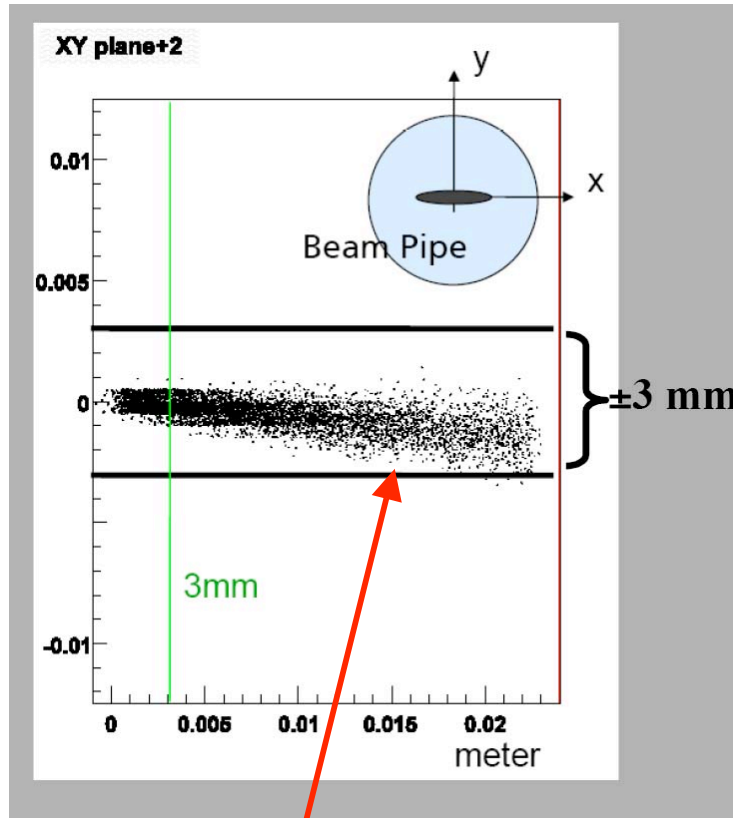 XY plane+2
y
x
Beam Pipe
0.01
0.005
0
-0.01
±3 mm
3mm
0
0.005
0.01
0.015
0.02
meter